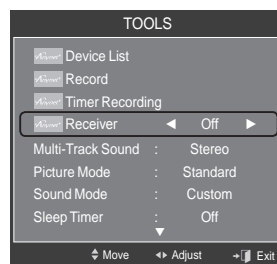 TOOLS
Device List
Record
Timer Recording
Receiver ◄ Off ►
Multi-Track Sound : Stereo
Picture Mode : Standard
Sound Mode : Custom
Sleep Timer : Off
▼
Move Adjust Exit